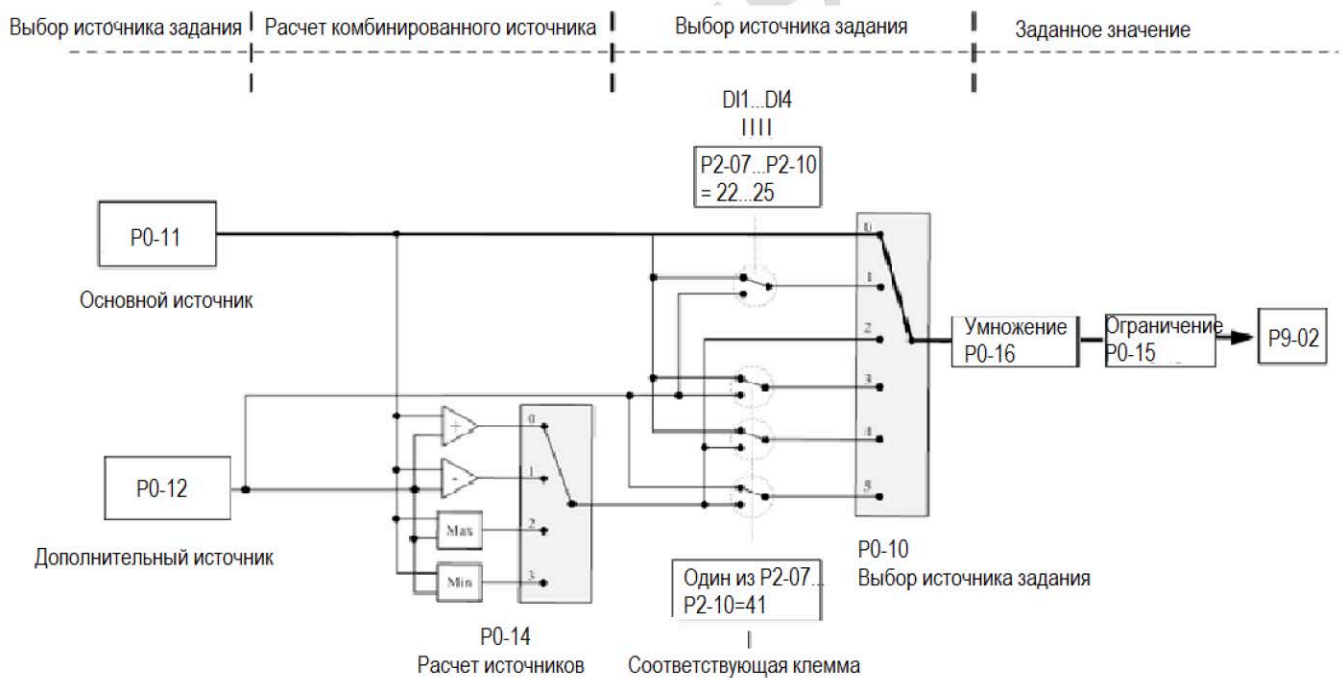 Выбор источника задания
Расчет комбинированного источника
Выбор источника задания
Заданное значение
DI1...DI4
P2-07...P2-10
= 22...25
P0-11
Основной источник
0
1
2
3
4
5
Умножение
P0-16
Ограничение
P0-15
P9-02
P0-12
Дополнительный источник
+
-
Max
Min
0
1
2
3
P0-14
Расчет источников
Один из P2-07...
P2-10=41
Соответствующая клемма
P0-10
Выбор источника задания